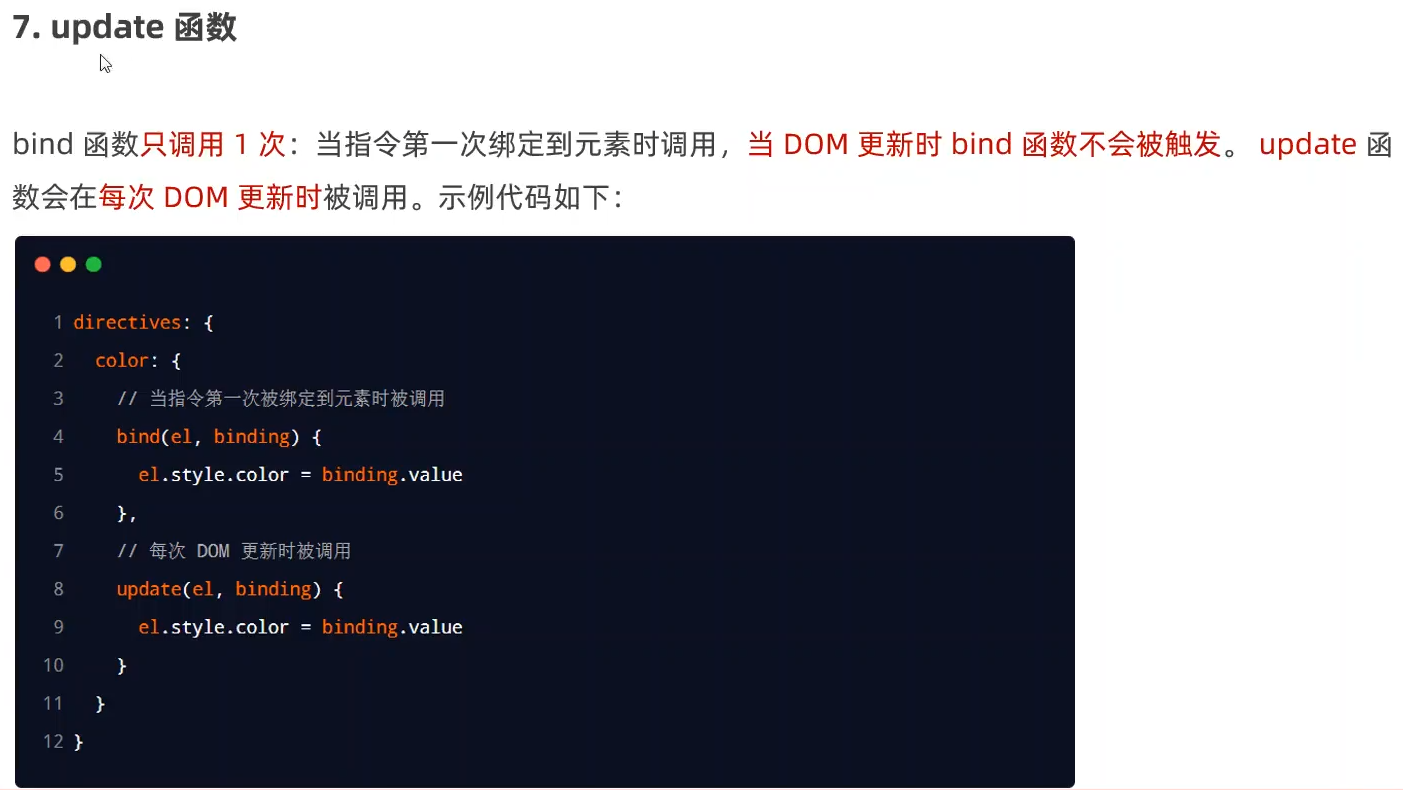 7. update 函数
bind 函数只调用 1 次：当指令第一次绑定到元素时调用，当 DOM 更新时 bind 函数不会被触发。 update 函
数会在每次 DOM 更新时被调用。示例代码如下：
1 directives: {
2 color: {
3 // 当指令第一次被绑定到元素时被调用
4 bind(el, binding) {
5 el.style.color = binding.value
6 },
7 // 每次 DOM 更新时被调用
8 update(el, binding) {
9 el.style.color = binding.value
10 }
11 }
12 }